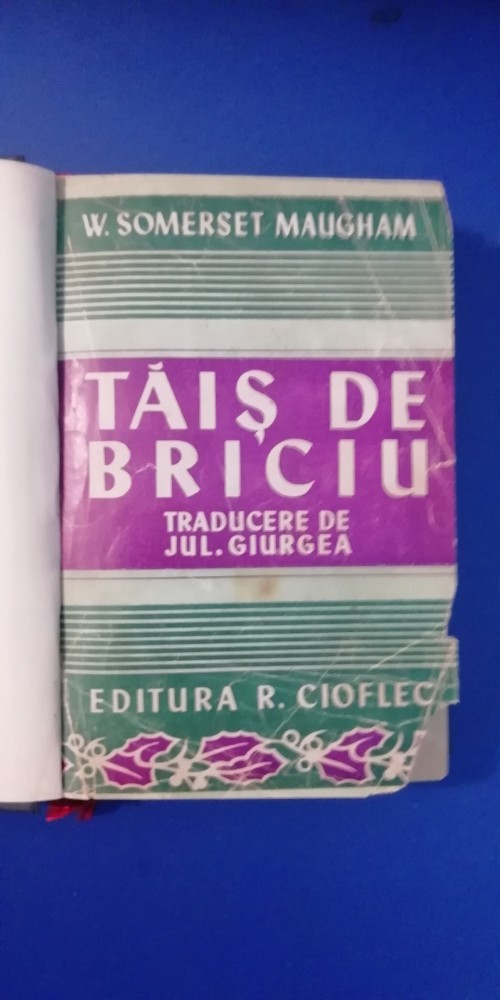 W. SOMERSET MAUGHAM
TĂIȘ DE
BRICIU
TRADUCERE DE
JUL. GIURGEA
EDITURA R. CIOFLEC